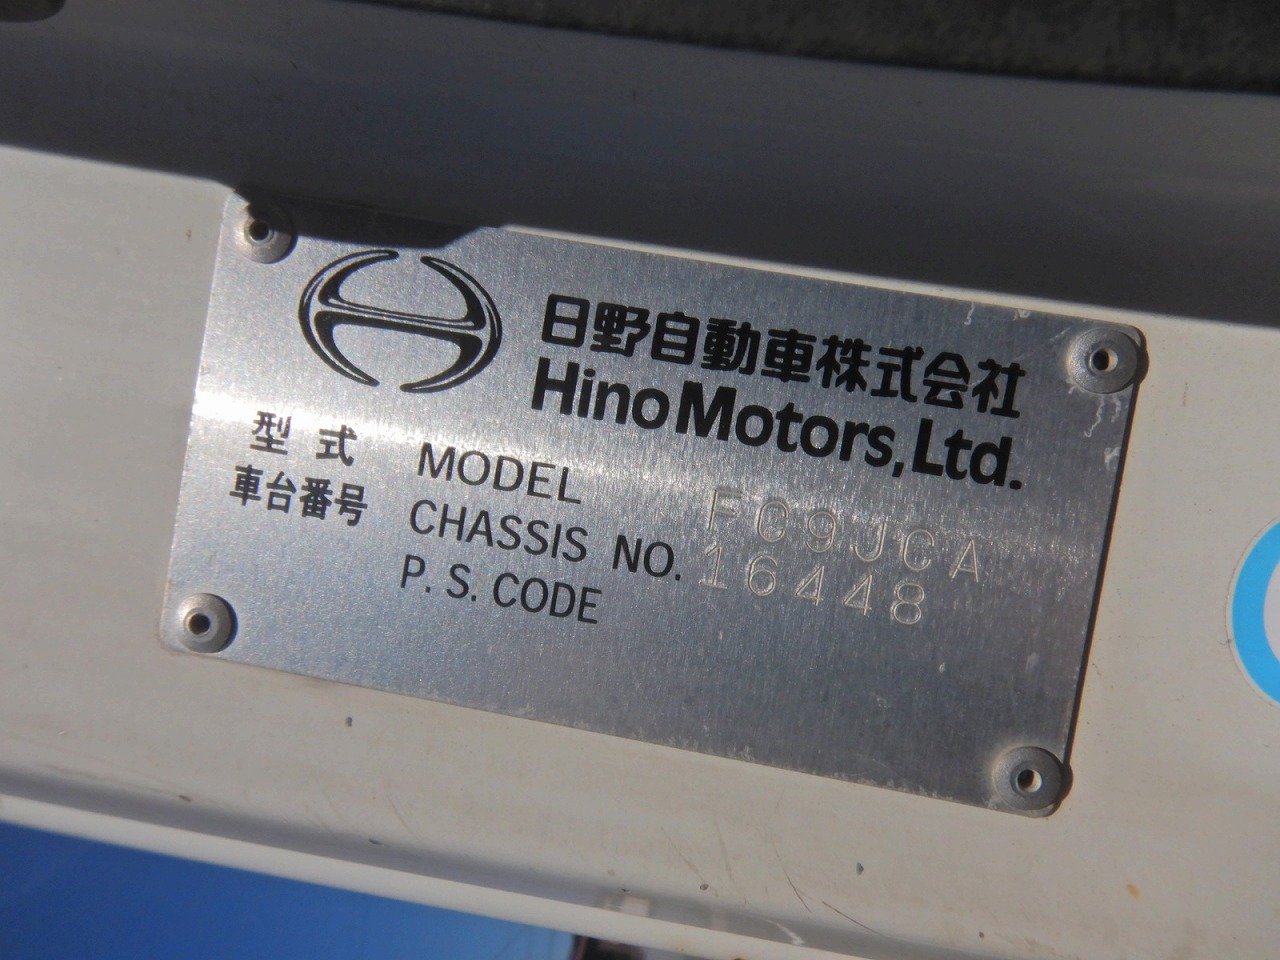 日野自動車株式会社
Hino Motors, Ltd.
型式 MODEL FC9JCA
車台番号 CHASSIS NO. 16448
P. S. CODE